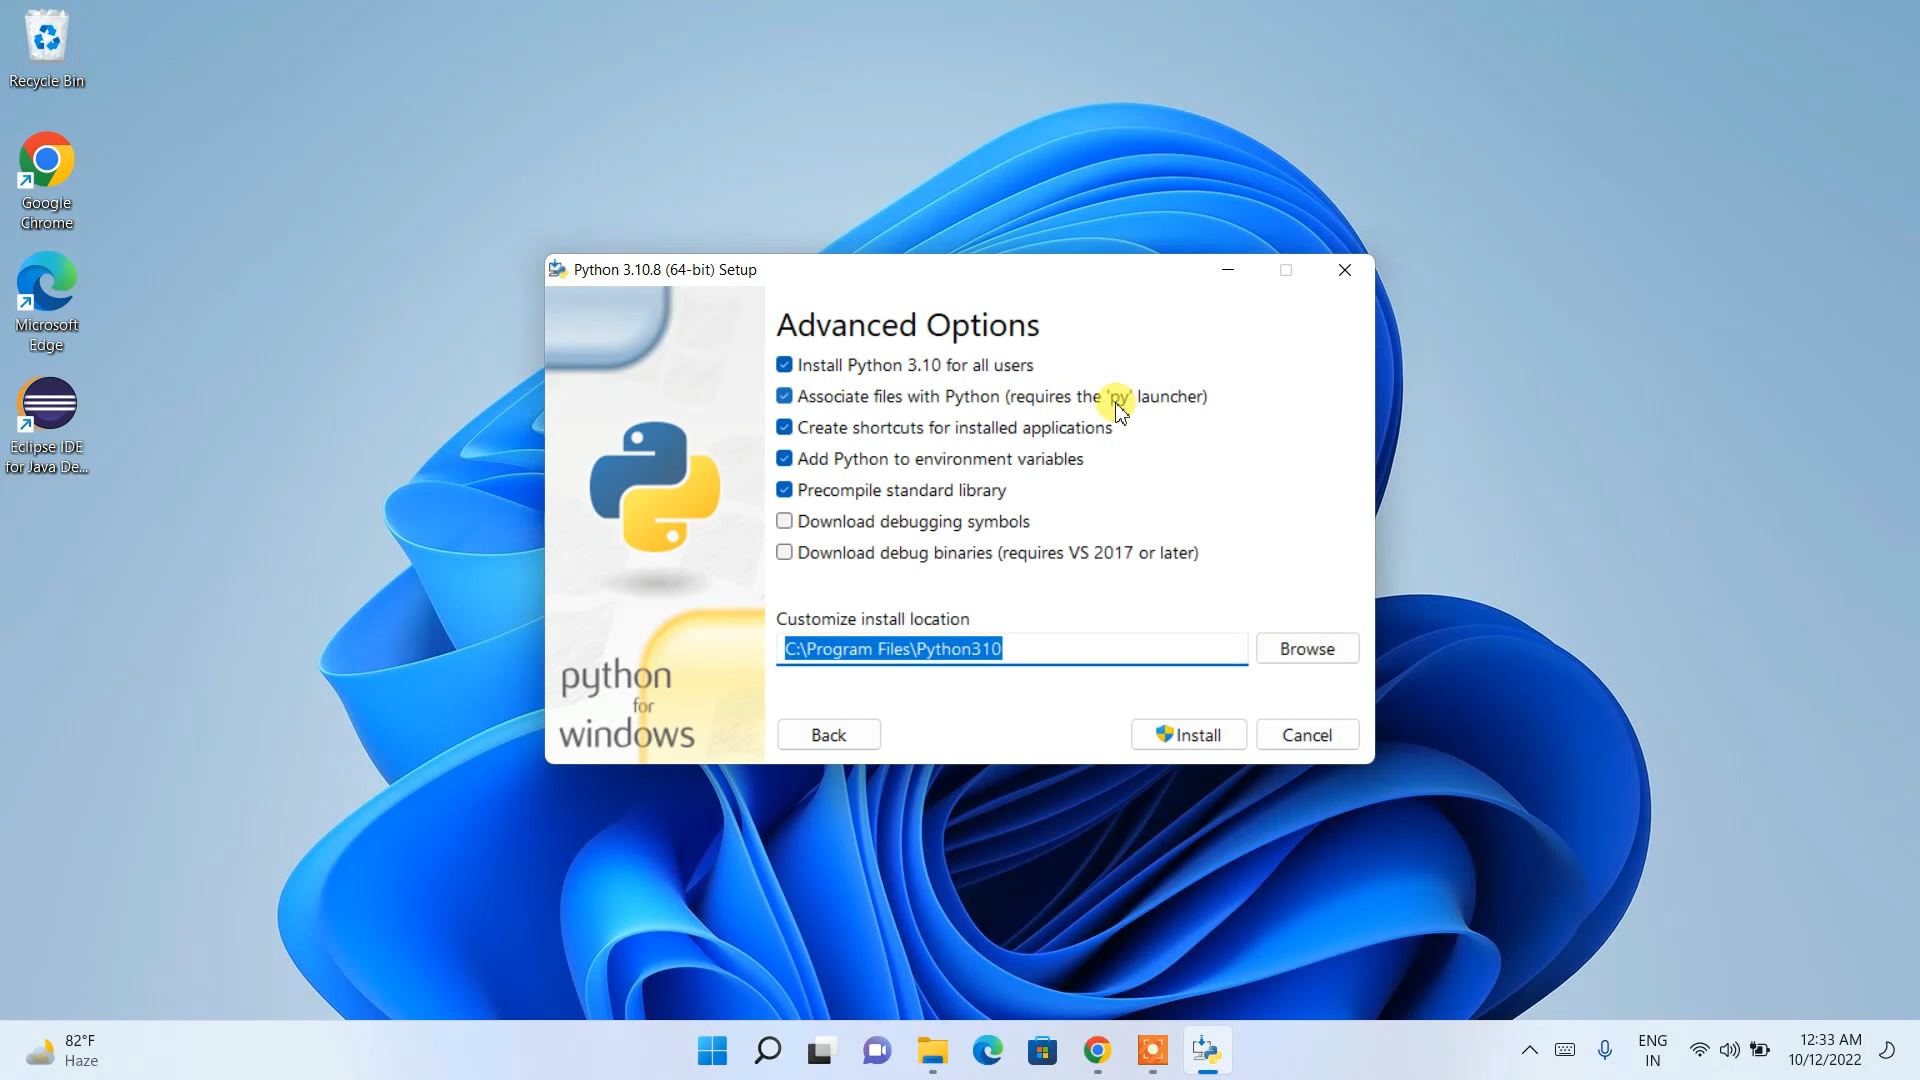 Recycle Bin
Google
Chrome
Microsoft
Edge
Eclipse IDE
for Java De...
Python 3.10.8 (64-bit) Setup
Advanced Options
Install Python 3.10 for all users
Associate files with Python (requires the 'py' launcher)
Create shortcuts for installed applications
Add Python to environment variables
Precompile standard library
Download debugging symbols
Download debug binaries (requires VS 2017 or later)
Customize install location
C:\Program Files\Python310
Browse
python
for
windows
Back
Install
Cancel
82°F
Haze
ENG
IN
12:33 AM
10/12/2022